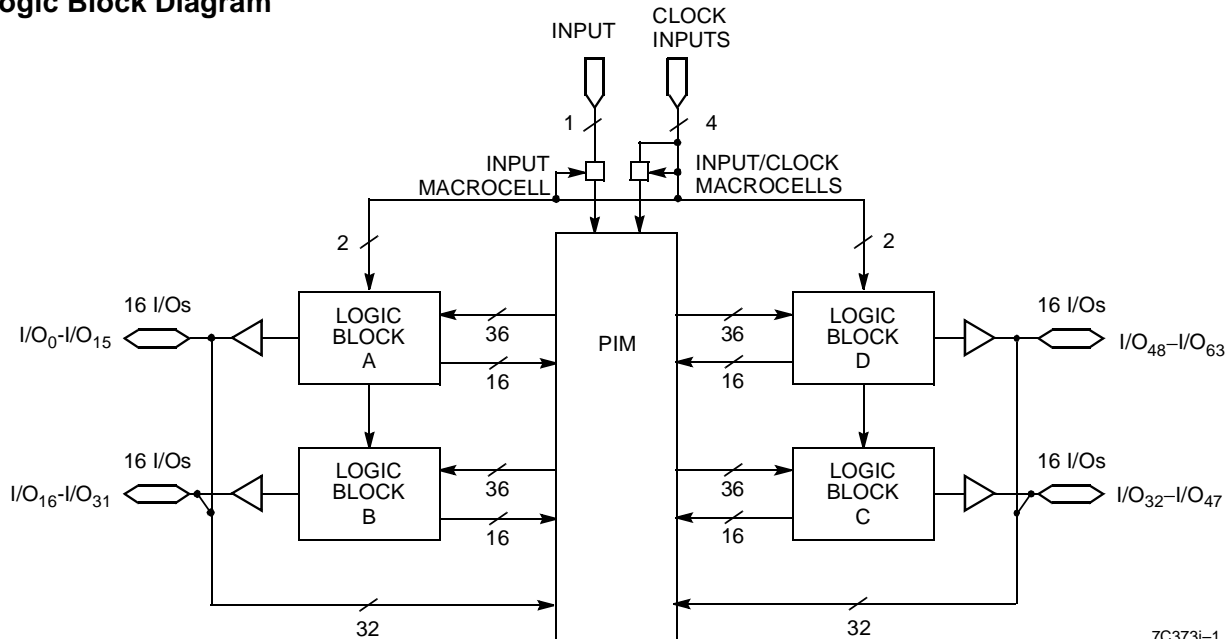 ogic Block Diagram
INPUT
CLOCK
INPUTS
1
4
INPUT
MACROCELL
INPUT/CLOCK
MACROCELLS
2
2
16 I/Os
I/O0-I/O15
LOGIC
BLOCK
A
36
16
PIM
36
16
LOGIC
BLOCK
D
16 I/Os
I/O48–I/O63
16 I/Os
I/O16-I/O31
LOGIC
BLOCK
B
36
16
36
16
LOGIC
BLOCK
C
16 I/Os
I/O32–I/O47
32
32
7C373i–1